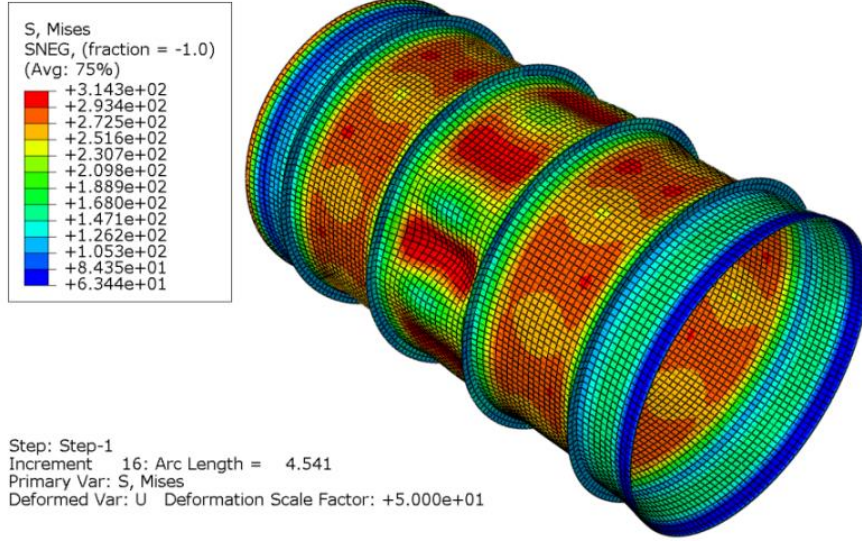 S, Mises
SNEG, (fraction = -1.0)
(Avg: 75%)
+3.143e+02
+2.934e+02
+2.725e+02
+2.516e+02
+2.307e+02
+2.098e+02
+1.889e+02
+1.680e+02
+1.471e+02
+1.262e+02
+1.053e+02
+8.435e+01
+6.344e+01
Step: Step-1
Increment 16: Arc Length = 4.541
Primary Var: S, Mises
Deformed Var: U Deformation Scale Factor: +5.000e+01